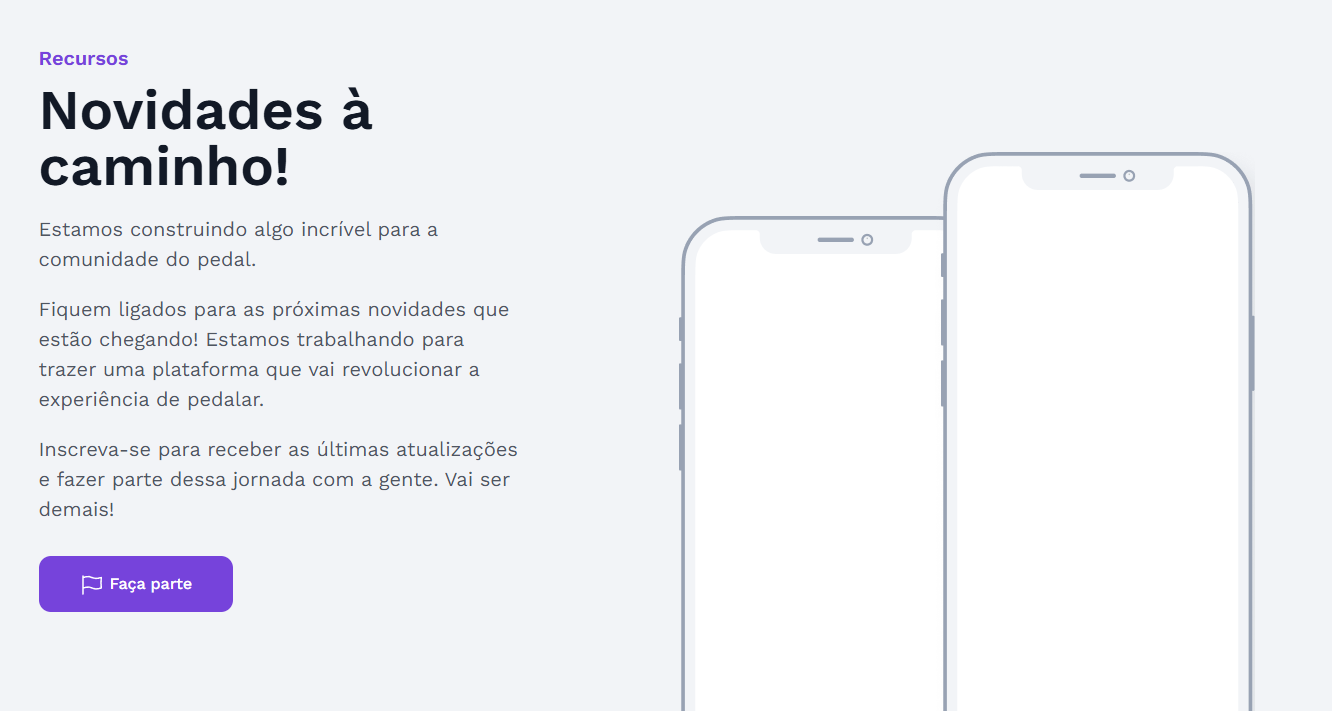 Recursos
Novidades à
caminho!
Estamos construindo algo incrível para a
comunidade do pedal.
Fiquem ligados para as próximas novidades que
estão chegando! Estamos trabalhando para
trazer uma plataforma que vai revolucionar a
experiência de pedalar.
Inscreva-se para receber as últimas atualizações
e fazer parte dessa jornada com a gente. Vai ser
demais!
Faça parte